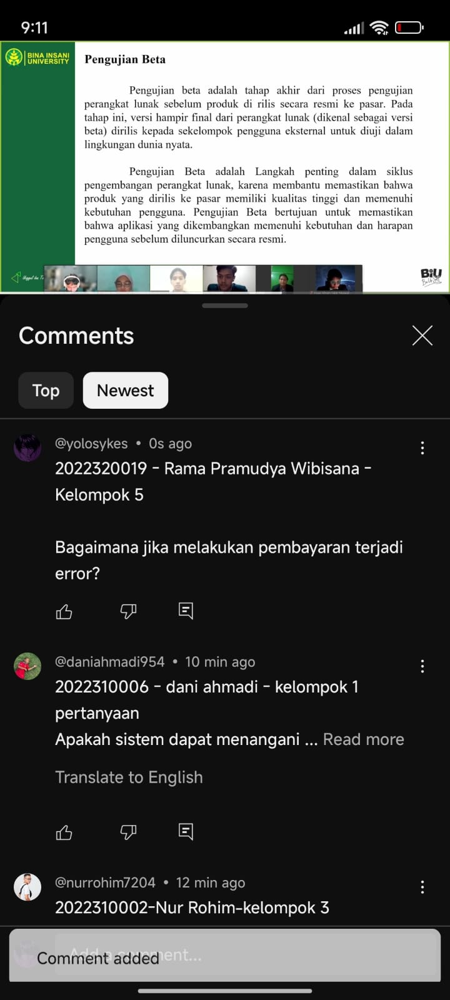 9:11
BINA INSANI
UNIVERSITY
Pengujian Beta
Pengujian beta adalah tahap akhir dari proses pengujian
perangkat lunak sebelum produk di rilis secara resmi ke pasar. Pada
tahap ini, versi hampir final dari perangkat lunak (dikenal sebagai versi
beta) dirilis kepada sekelompok pengguna eksternal untuk diuji dalam
lingkungan dunia nyata.
Pengujian Beta adalah Langkah penting dalam siklus
pengembangan perangkat lunak, karena membantu memastikan bahwa
produk yang dirilis ke pasar memiliki kualitas tinggi dan memenuhi
kebutuhan pengguna. Pengujian Beta bertujuan untuk memastikan
bahwa aplikasi yang dikembangkan memenuhi kebutuhan dan harapan
pengguna sebelum diluncurkan secara resmi.
BiU
Comments
Top
Newest
@yolosykes • 0s ago
2022320019 - Rama Pramudya Wibisana -
Kelompok 5
Bagaimana jika melakukan pembayaran terjadi
error?
@daniahmadi954 • 10 min ago
2022310006 - dani ahmadi - kelompok 1
pertanyaan
Apakah sistem dapat menangani ... Read more
Translate to English
@nurrohim7204 • 12 min ago
2022310002-Nur Rohim-kelompok 3
Add a comment...
Comment added